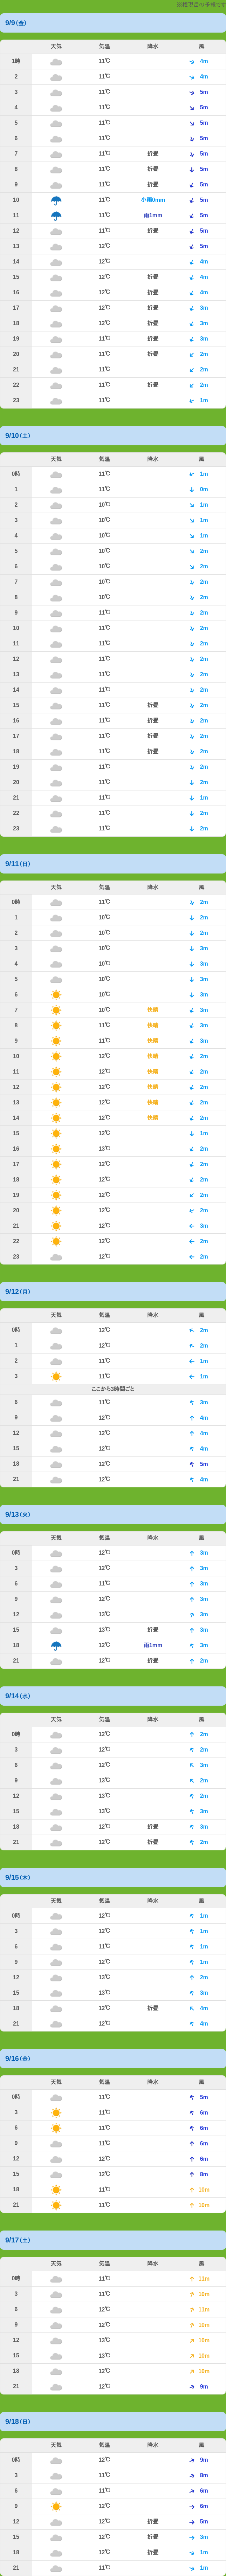 ※権現岳の予報です
9/9(金)
天気 気温 降水 風
1時 11℃ 4m
2 11℃ 4m
3 11℃ 5m
4 11℃ 5m
5 11℃ 5m
6 11℃ 5m
7 11℃ 折畳 5m
8 11℃ 折畳 5m
9 11℃ 折畳 5m
10 11℃ 小雨0mm 5m
11 11℃ 雨1mm 5m
12 11℃ 折畳 5m
13 12℃ 5m
14 12℃ 4m
15 12℃ 折畳 4m
16 12℃ 折畳 4m
17 12℃ 折畳 3m
18 12℃ 折畳 3m
19 11℃ 折畳 3m
20 11℃ 折畳 2m
21 11℃ 2m
22 11℃ 折畳 2m
23 11℃ 1m
9/10(土)
天気 気温 降水 風
0時 11℃ 1m
1 11℃ 0m
2 10℃ 1m
3 10℃ 1m
4 10℃ 1m
5 10℃ 2m
6 10℃ 2m
7 10℃ 2m
8 10℃ 2m
9 11℃ 2m
10 11℃ 2m
11 11℃ 2m
12 11℃ 2m
13 11℃ 2m
14 11℃ 2m
15 11℃ 折畳 2m
16 11℃ 折畳 2m
17 11℃ 折畳 2m
18 11℃ 折畳 2m
19 11℃ 2m
20 11℃ 2m
21 11℃ 1m
22 11℃ 2m
23 11℃ 2m
9/11(日)
天気 気温 降水 風
0時 11℃ 2m
1 10℃ 2m
2 10℃ 2m
3 10℃ 3m
4 10℃ 3m
5 10℃ 3m
6 10℃ 3m
7 10℃ 快晴 3m
8 11℃ 快晴 3m
9 11℃ 快晴 3m
10 12℃ 快晴 2m
11 12℃ 快晴 2m
12 12℃ 快晴 2m
13 12℃ 快晴 2m
14 12℃ 快晴 2m
15 12℃ 1m
16 13℃ 2m
17 12℃ 2m
18 12℃ 2m
19 12℃ 2m
20 12℃ 2m
21 12℃ 3m
22 12℃ 2m
23 12℃ 2m
9/12(月)
天気 気温 降水 風
0時 12℃ 2m
1 12℃ 2m
2 11℃ 1m
3 11℃ 1m
ここから3時間ごと
6 11℃ 3m
9 12℃ 4m
12 12℃ 4m
15 12℃ 4m
18 12℃ 5m
21 12℃ 4m
9/13(火)
天気 気温 降水 風
0時 12℃ 3m
3 12℃ 3m
6 11℃ 3m
9 12℃ 3m
12 13℃ 3m
15 13℃ 折畳 3m
18 12℃ 雨1mm 3m
21 12℃ 折畳 2m
9/14(水)
天気 気温 降水 風
0時 12℃ 2m
3 12℃ 2m
6 12℃ 3m
9 13℃ 2m
12 13℃ 2m
15 13℃ 3m
18 12℃ 折畳 3m
21 12℃ 折畳 2m
9/15(木)
天気 気温 降水 風
0時 12℃ 1m
3 12℃ 1m
6 11℃ 1m
9 12℃ 1m
12 13℃ 2m
15 13℃ 3m
18 12℃ 折畳 4m
21 12℃ 4m
9/16(金)
天気 気温 降水 風
0時 11℃ 5m
3 11℃ 6m
6 11℃ 6m
9 11℃ 6m
12 12℃ 6m
15 12℃ 8m
18 11℃ 10m
21 11℃ 10m
9/17(土)
天気 気温 降水 風
0時 11℃ 11m
3 11℃ 10m
6 12℃ 11m
9 12℃ 10m
12 13℃ 10m
15 13℃ 10m
18 12℃ 10m
21 12℃ 9m
9/18(日)
天気 気温 降水 風
0時 12℃ 9m
3 11℃ 8m
6 11℃ 6m
9 12℃ 6m
12 12℃ 折畳 5m
15 12℃ 折畳 3m
18 11℃ 折畳 1m
21 11℃ 1m